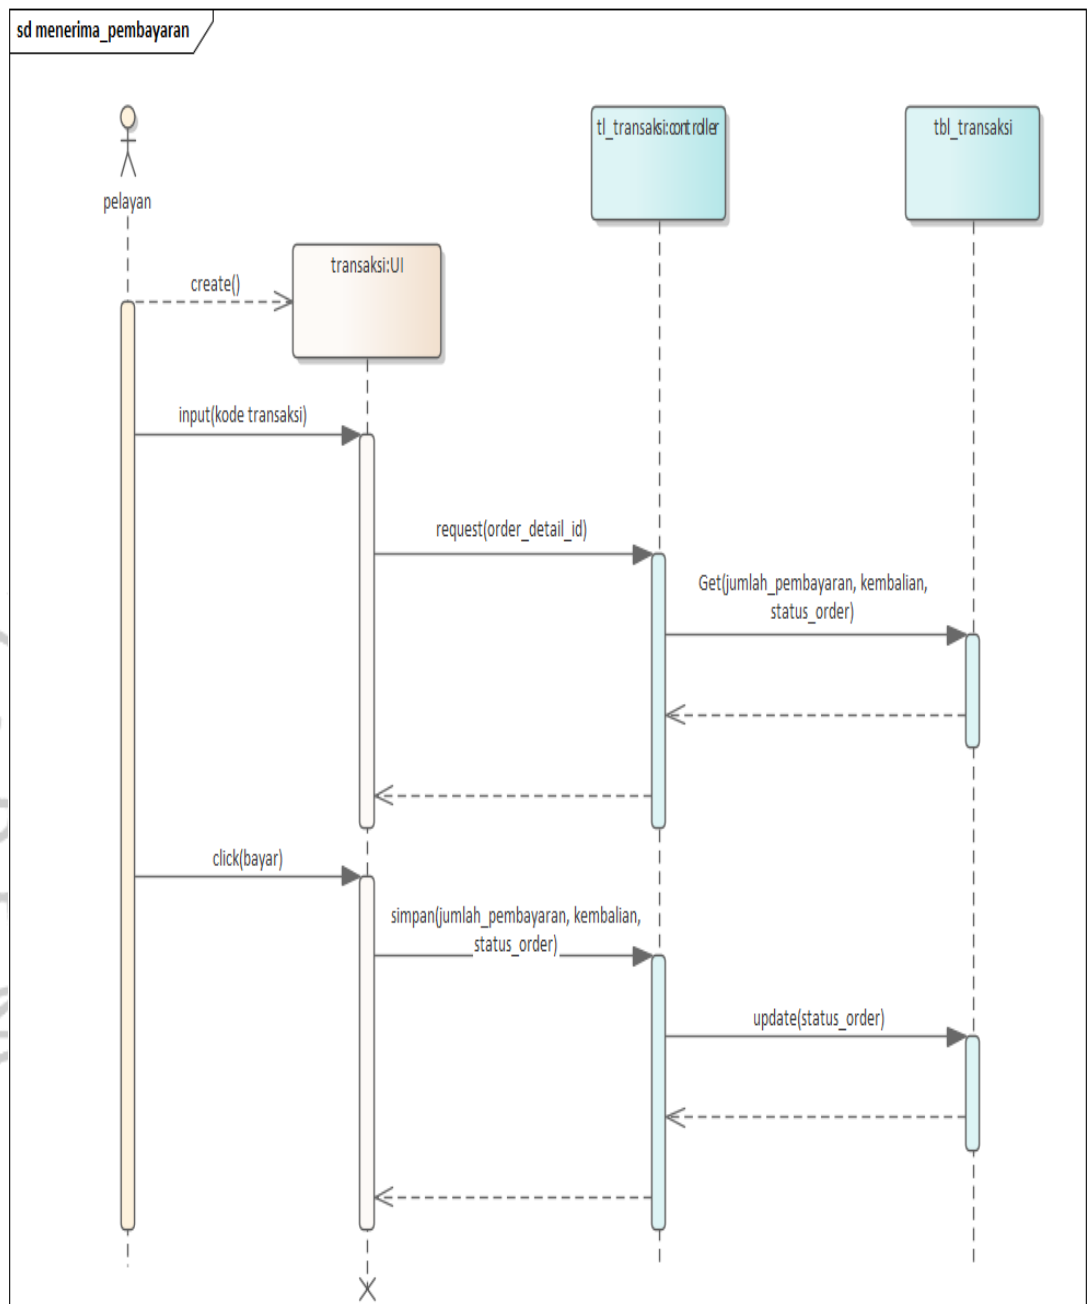 sd menerima_pembayaran
tl_transaksi:controller
tbl_transaksi
pelayan
transaksi:UI
create()
input(kode transaksi)
request(order_detail_id)
Get(jumlah_pembayaran, kembalian,
status_order)
click(bayar)
simpan(jumlah_pembayaran, kembalian,
status_order)
update(status_order)